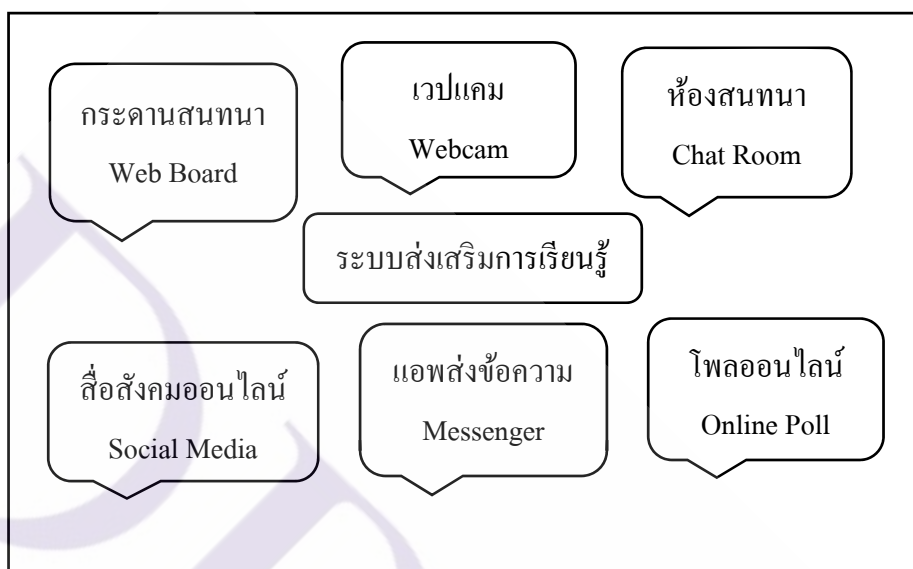 กระดานสนทนา
Web Board
เวปแคม
Webcam
ห้องสนทนา
Chat Room
ระบบส่งเสริมการเรียนรู้
สื่อสังคมออนไลน์
Social Media
แอพส่งข้อความ
Messenger
โพลออนไลน์
Online Poll